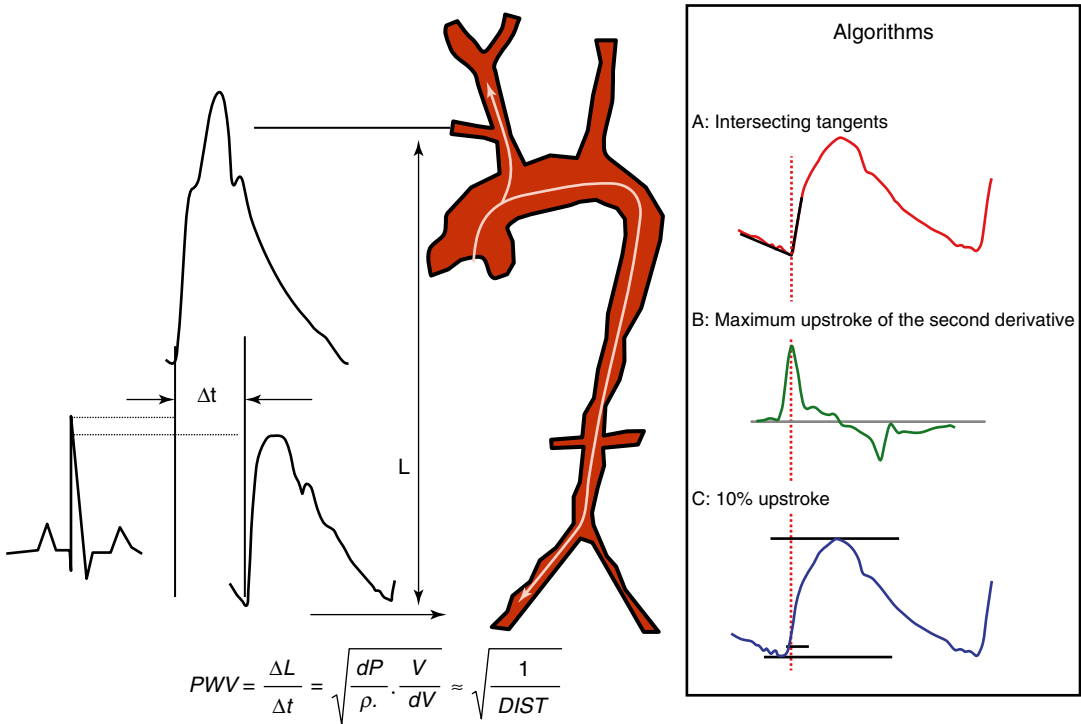 Δt
L
PWV = ΔL/Δt = √(dP/ρ. . V/dV) ≈ √(1/DIST)
Algorithms
A: Intersecting tangents
B: Maximum upstroke of the second derivative
C: 10% upstroke